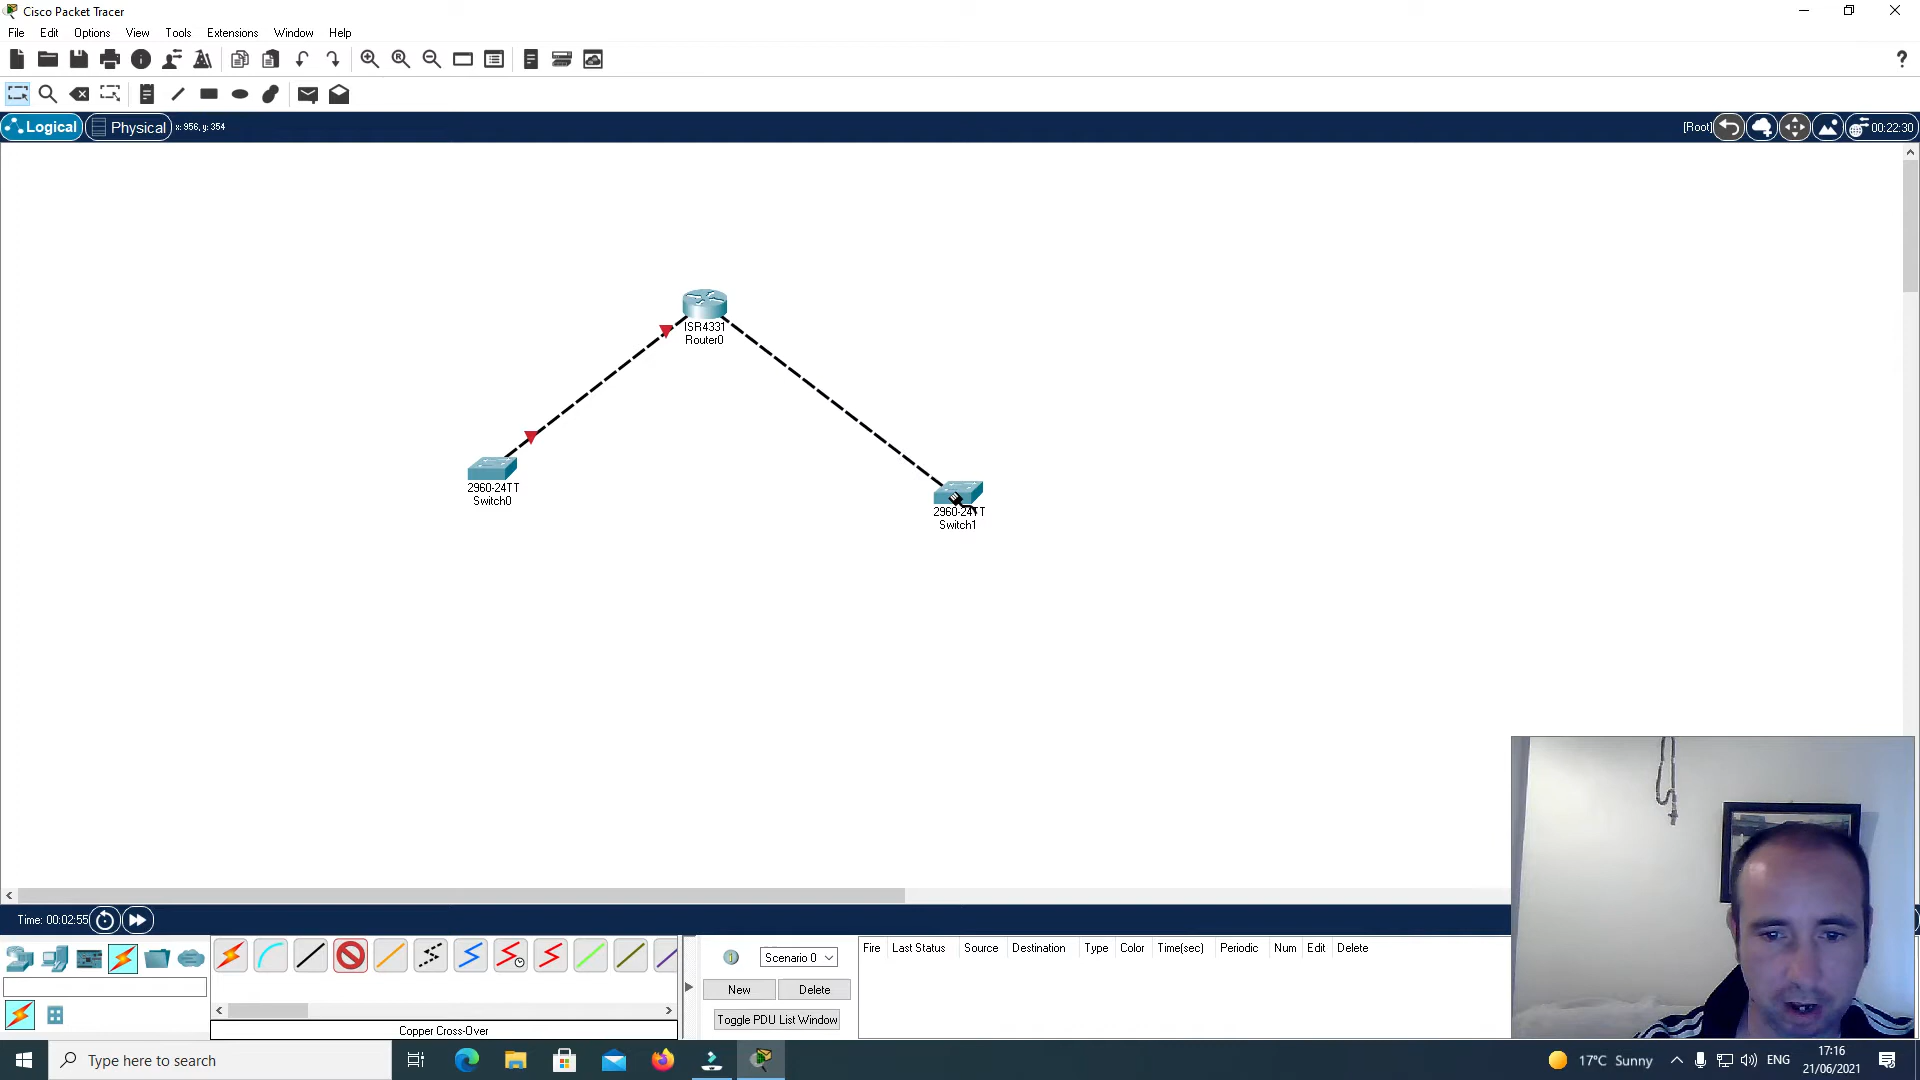 Cisco Packet Tracer
File Edit Options View Tools Extensions Window Help
?
Logical Physical x: 956, y: 354 [Root] 00:22:30
ISR4331
Router0
2960-24TT
Switch0
2960-24TT
Switch1
Time: 00:02:55
Fire Last Status Source Destination Type Color Time(sec) Periodic Num Edit Delete
Scenario 0
New Delete
Toggle PDU List Window
Copper Cross-Over
Type here to search
17°C Sunny ENG
17:16
21/06/2021